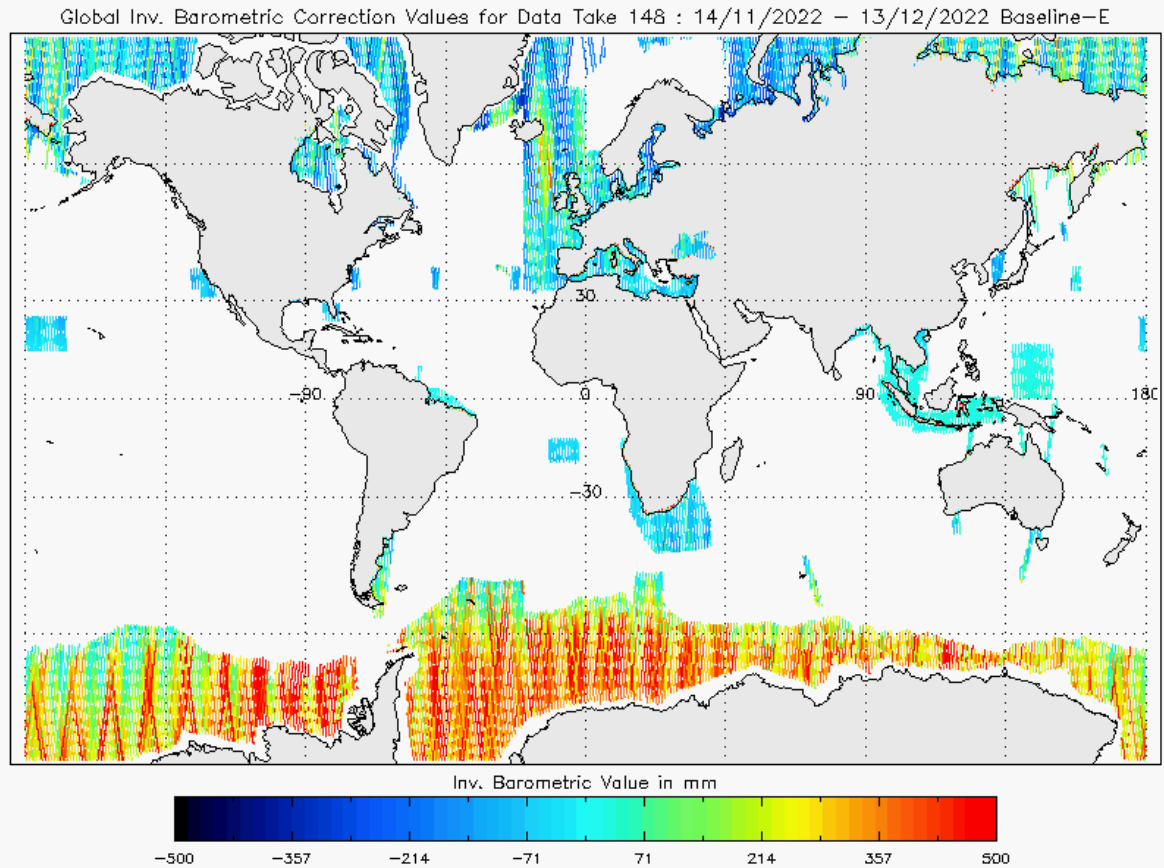 Global Inv. Barometric Correction Values for Data Take 148 : 14/11/2022 – 13/12/2022 Baseline–E
30
–90 0 90 180
–30
Inv. Barometric Value in mm
–500 –357 –214 –71 71 214 357 500